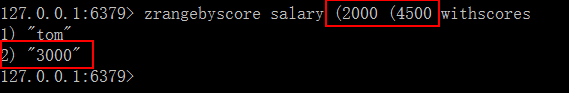 127.0.0.1:6379> zrangebyscore salary (2000 (4500 withscores
1) "tom"
2) "3000"
127.0.0.1:6379>